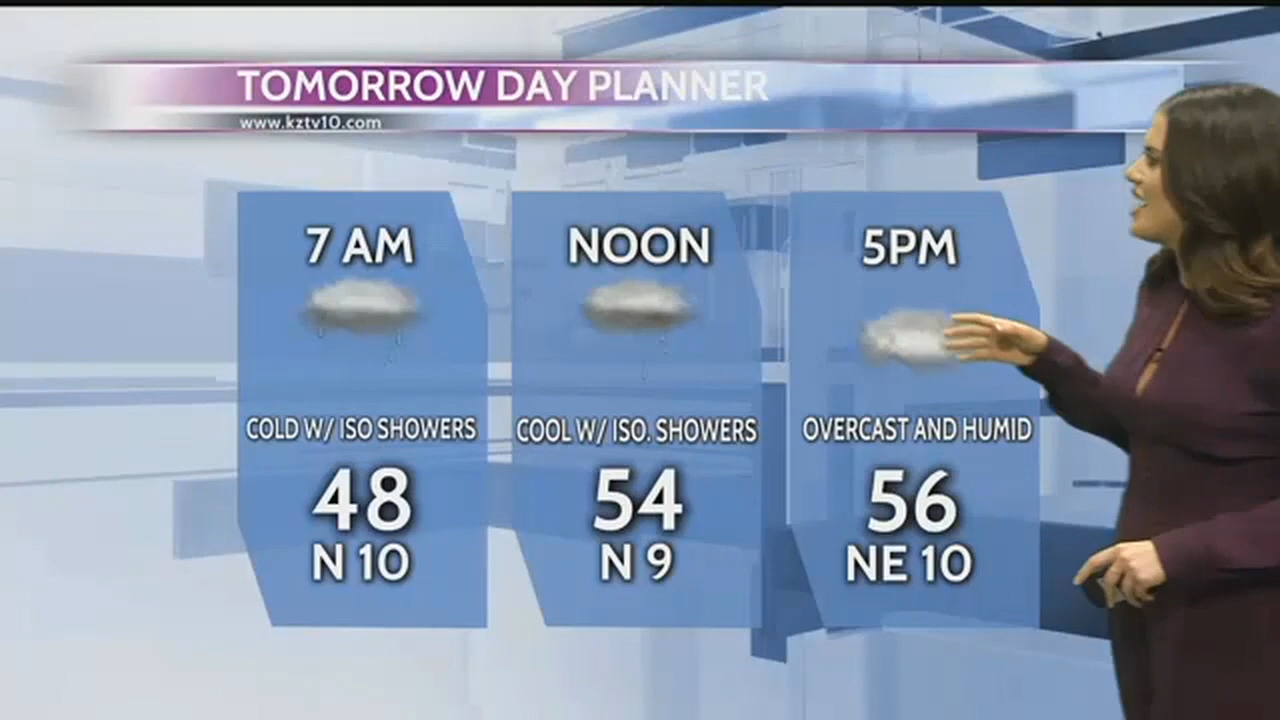 TOMORROW DAY PLANNER
www.kztv10.com
7 AM
COLD W/ ISO SHOWERS
48
N 10
NOON
COOL W/ ISO. SHOWERS
54
N 9
5PM
OVERCAST AND HUMID
56
NE 10